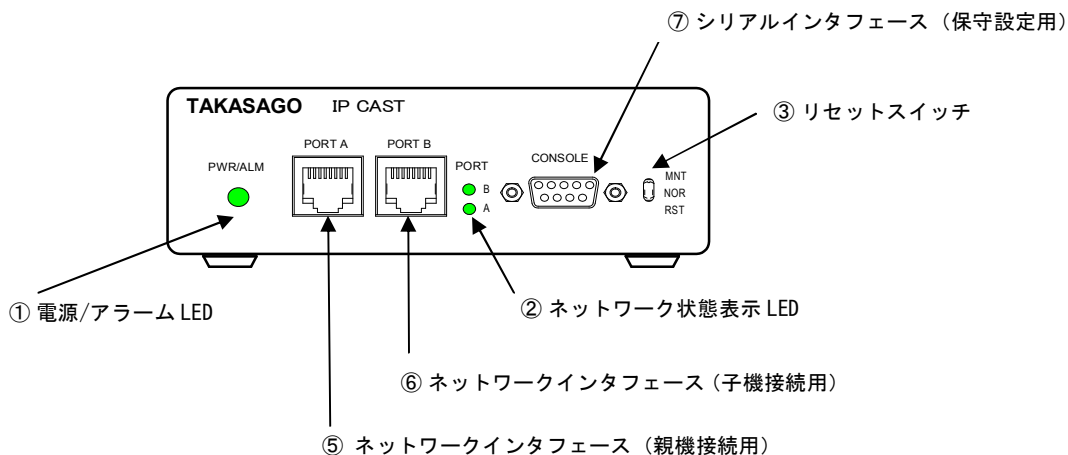 ⑦ シリアルインタフェース（保守設定用）
TAKASAGO IP CAST
③ リセットスイッチ
PORT A PORT B
PWR/ALM
PORT
CONSOLE
MNT
B
NOR
A
RST
① 電源/アラーム LED
② ネットワーク状態表示 LED
⑥ ネットワークインタフェース（子機接続用）
⑤ ネットワークインタフェース（親機接続用）